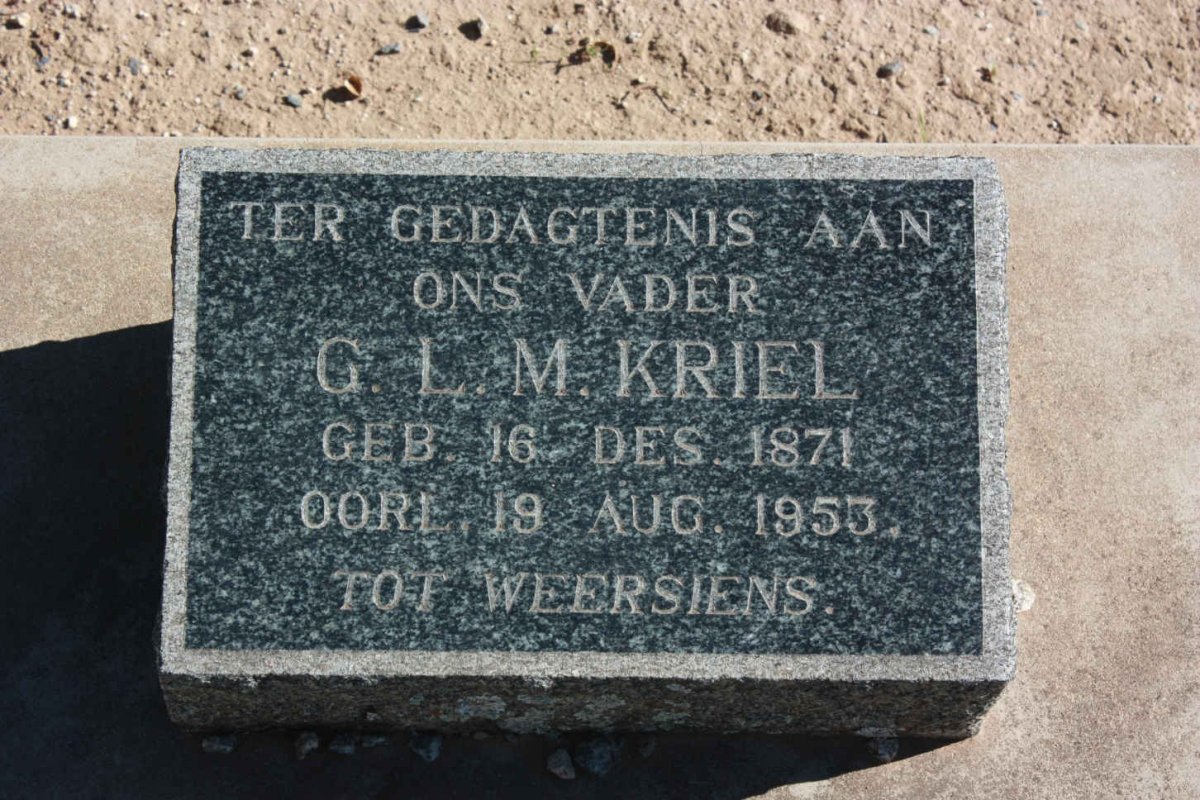 TER GEDAGTENIS AAN
ONS VADER
G. L. M. KRIEL
GEB. 16 DES. 1871
OORL. 19 AUG. 1953.
TOT WEERSIENS.